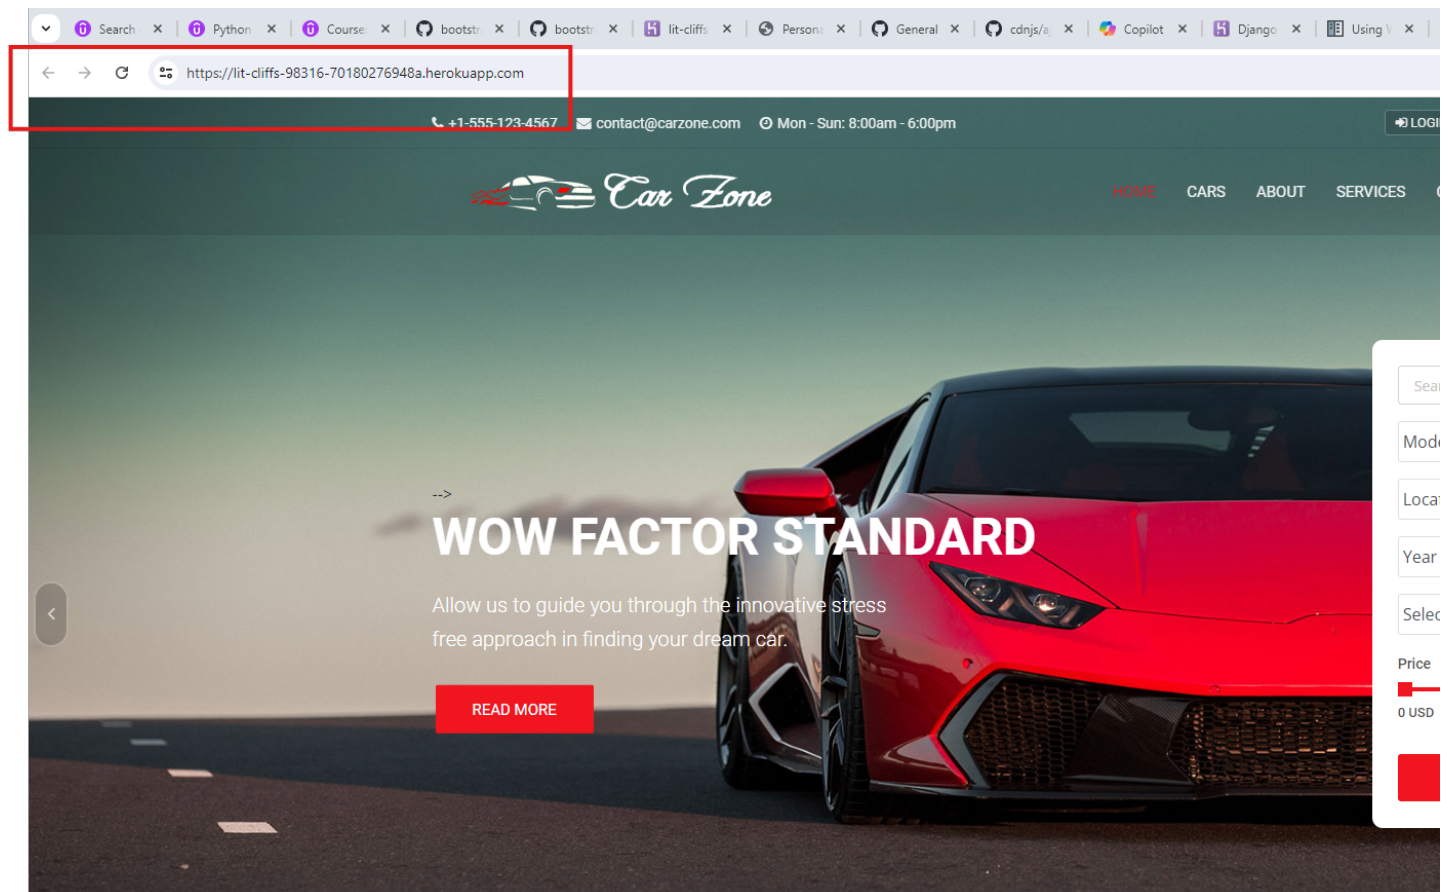 Search
Python
Course
bootstr
bootstr
lit-cliffs
Person
General
cdnjs/a
Copilot
Django
Using
https://lit-cliffs-98316-70180276948a.herokuapp.com
+1-555-123-4567 contact@carzone.com Mon - Sun: 8:00am - 6:00pm
LOGI
Car Zone
HOME CARS ABOUT SERVICES
Sear
Mode
Locat
-->
WOW FACTOR STANDARD
Year
Allow us to guide you through the innovative stress
free approach in finding your dream car.
Selec
Price
0 USD
READ MORE